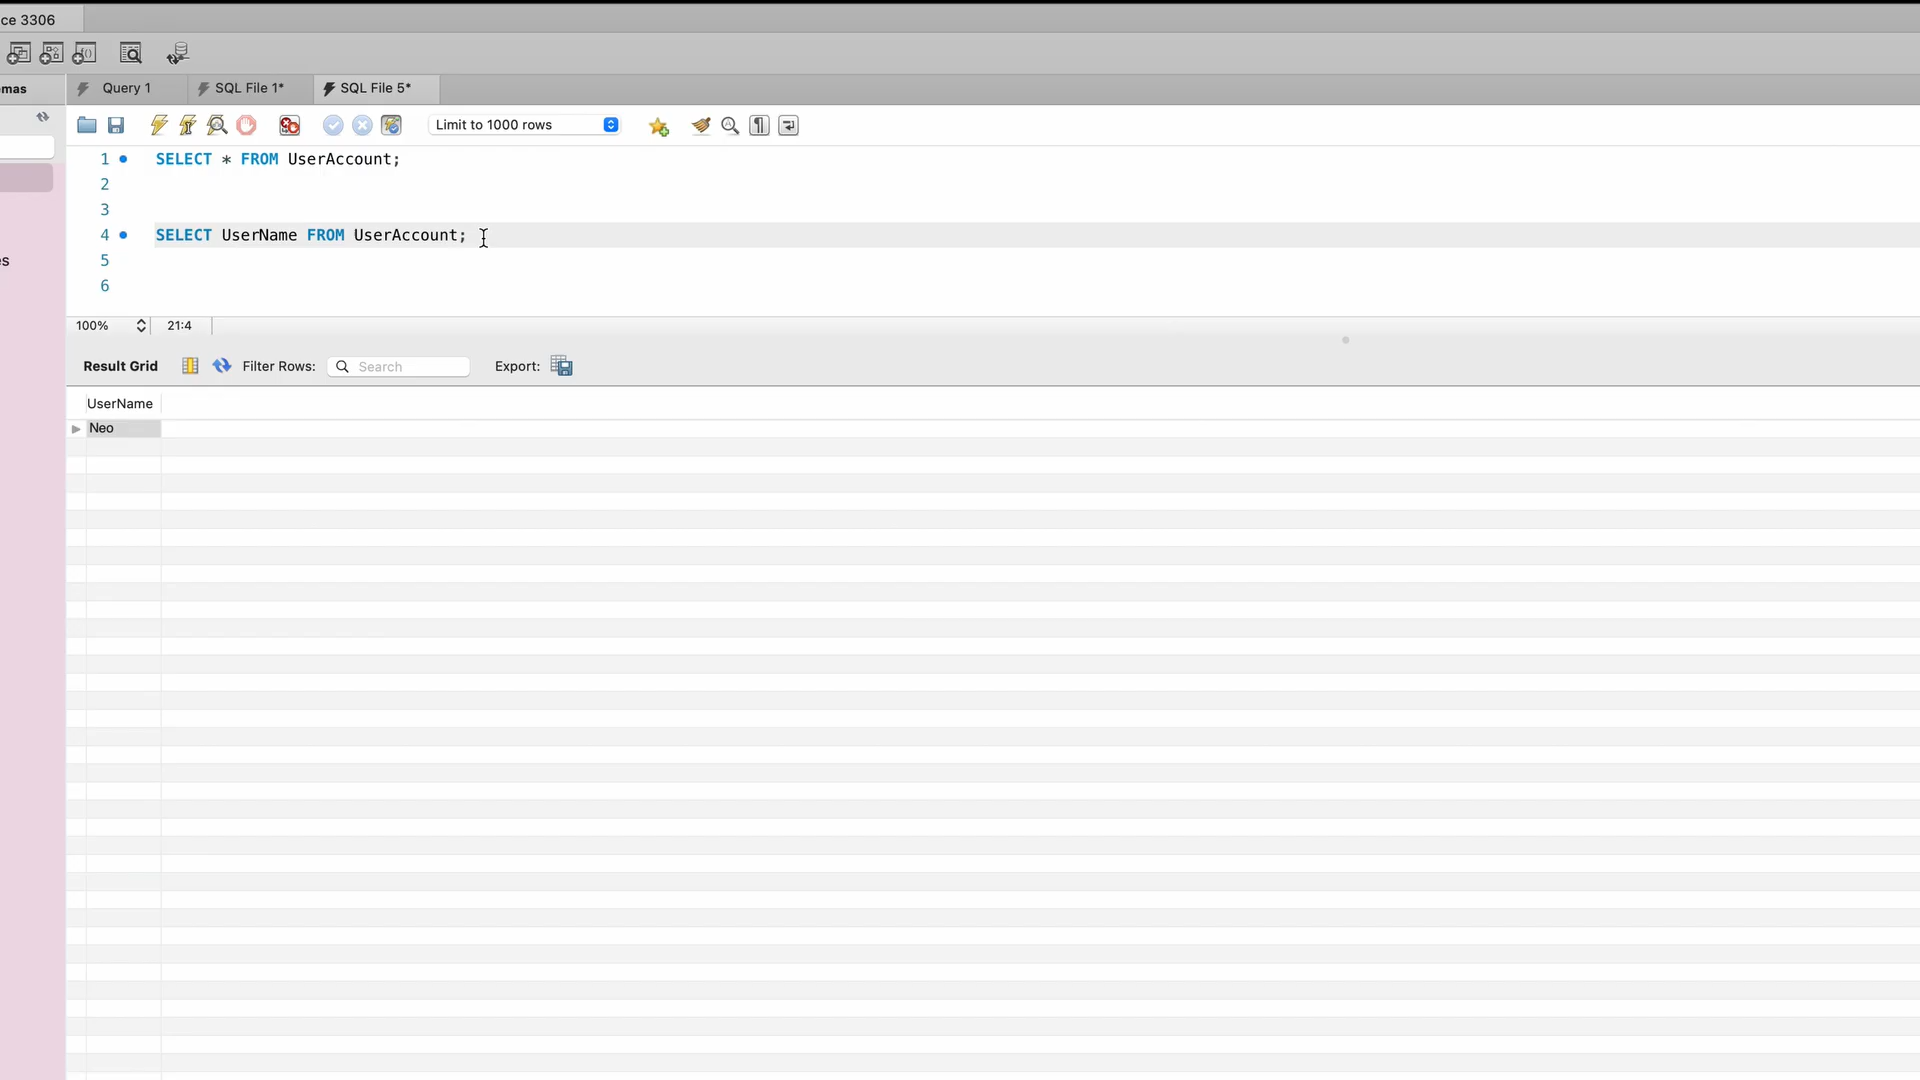 ce 3306
mas
Query 1
SQL File 1*
SQL File 5*
Limit to 1000 rows
1 SELECT * FROM UserAccount;
2
3
4 SELECT UserName FROM UserAccount;
5
6
es
100%
21:4
Result Grid
Filter Rows:
Search
Export:
UserName
Neo